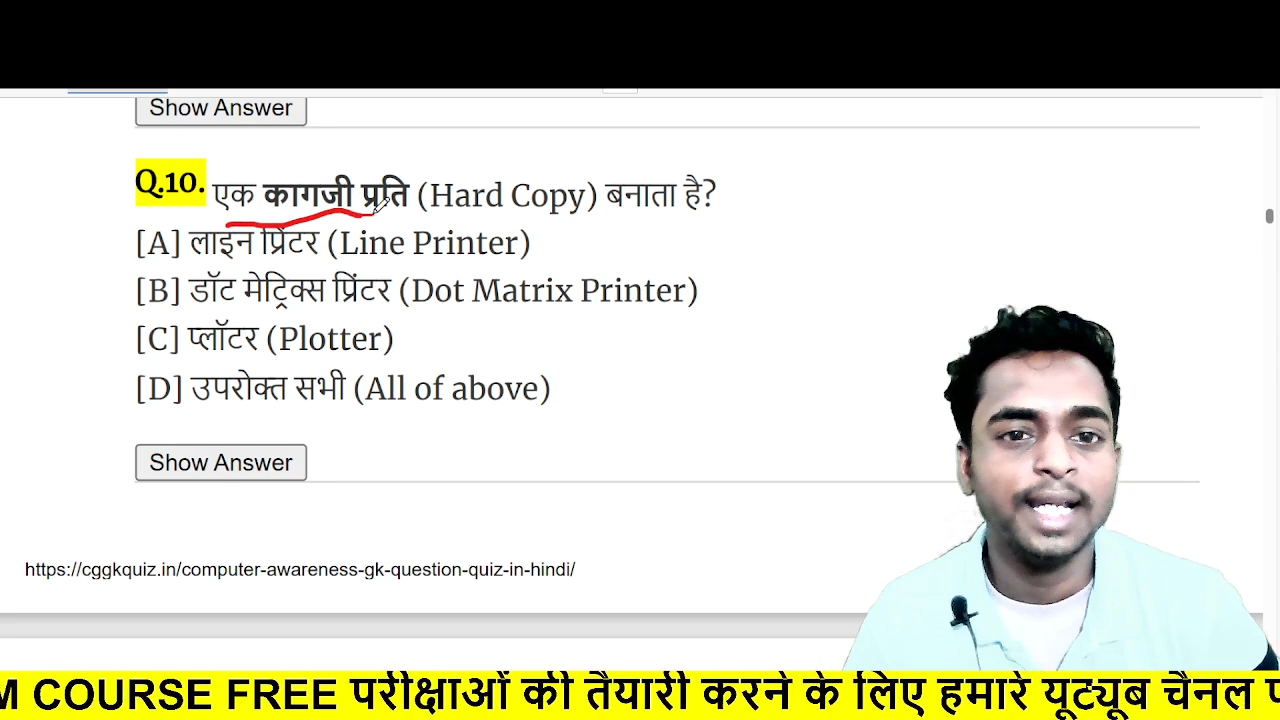 Show Answer
Q.10. एक कागजी प्रति (Hard Copy) बनाता है?
[A] लाइन प्रिंटर (Line Printer)
[B] डॉट मेट्रिक्स प्रिंटर (Dot Matrix Printer)
[C] प्लॉटर (Plotter)
[D] उपरोक्त सभी (All of above)
Show Answer
https://cggkquiz.in/computer-awareness-gk-question-quiz-in-hindi/
M COURSE FREE परीक्षाओं की तैयारी करने के लिए हमारे यूट्यूब चैनल